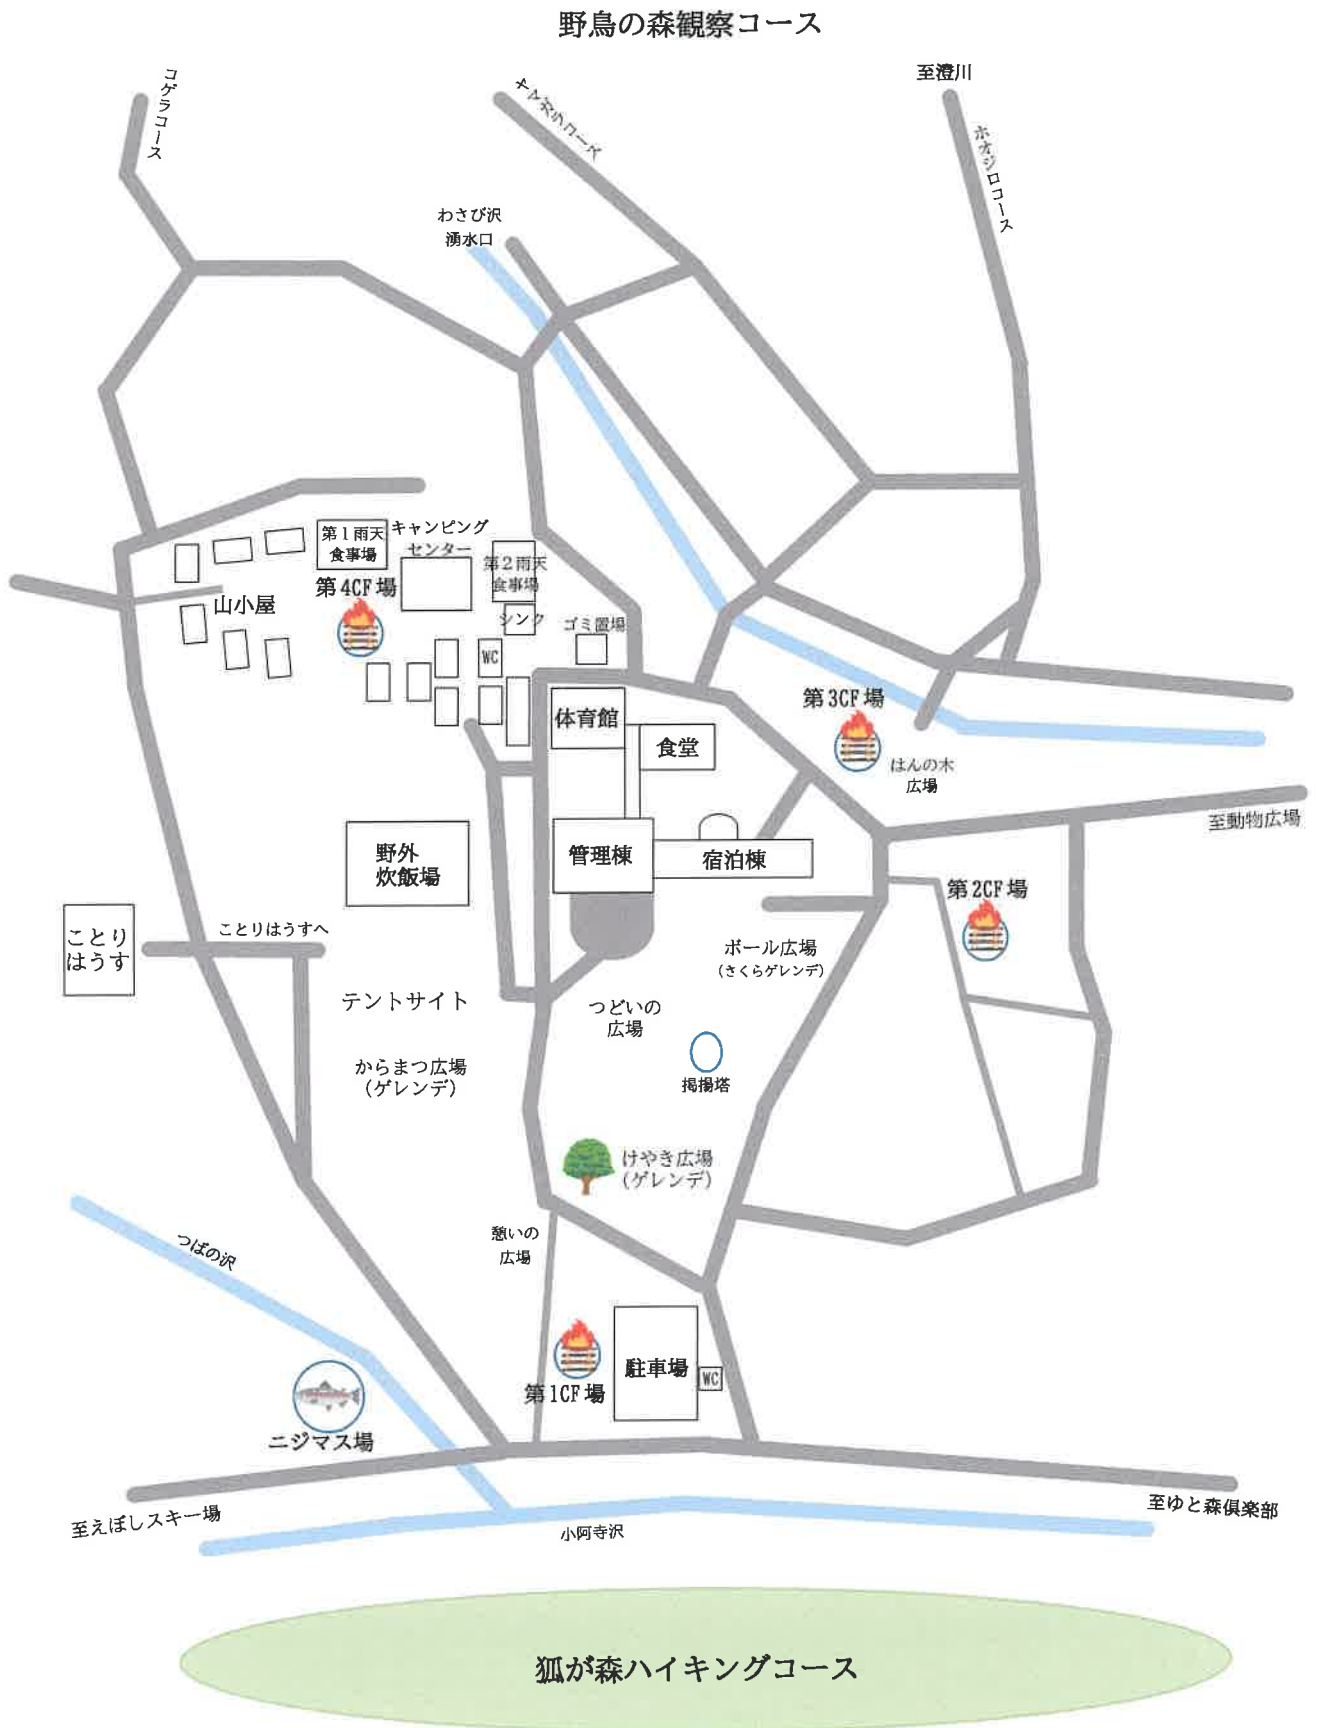 野鳥の森観察コース
コゲラコース
ヤマガラコース
至澄川
ホオジロコース
わさび沢
湧水口
第1雨天
食事場
キャンピング
センター
第2雨天
食事場
シンク
ゴミ置場
第4CF場
山小屋
WC
体育館
食堂
第3CF場
はんの木
広場
至動物広場
野外
炊飯場
管理棟
宿泊棟
第2CF場
ことり
はうす
ことりはうすへ
ボール広場
(さくらゲレンデ)
テントサイト
つどいの
広場
からまつ広場
(ゲレンデ)
掲揚塔
けやき広場
(ゲレンデ)
憩いの
広場
つばの沢
第1CF場
駐車場
WC
ニジマス場
至えぼしスキー場
至ゆと森倶楽部
小阿寺沢
狐が森ハイキングコース